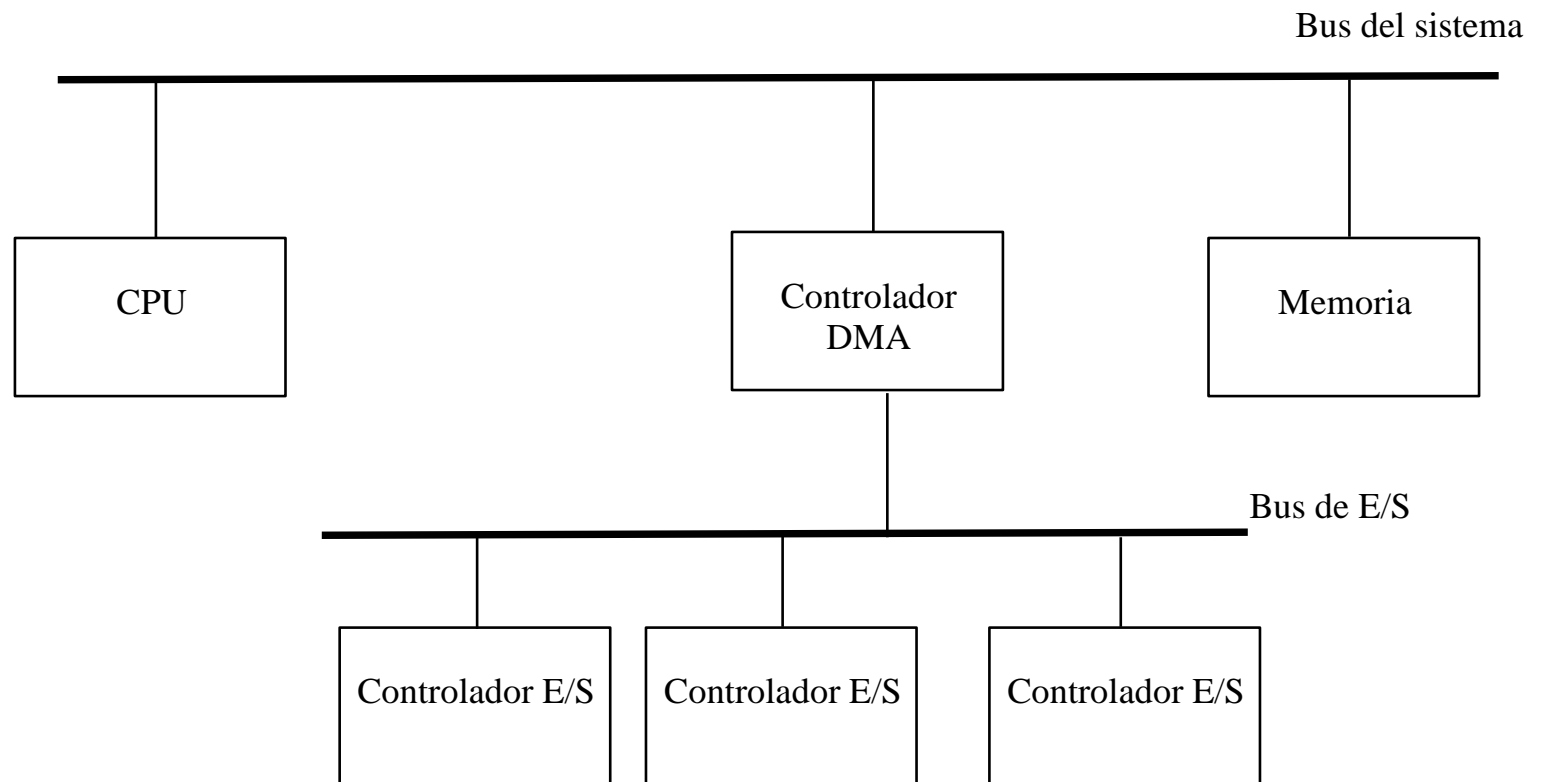 Bus del sistema
CPU
Controlador
DMA
Memoria
Bus de E/S
Controlador E/S
Controlador E/S
Controlador E/S